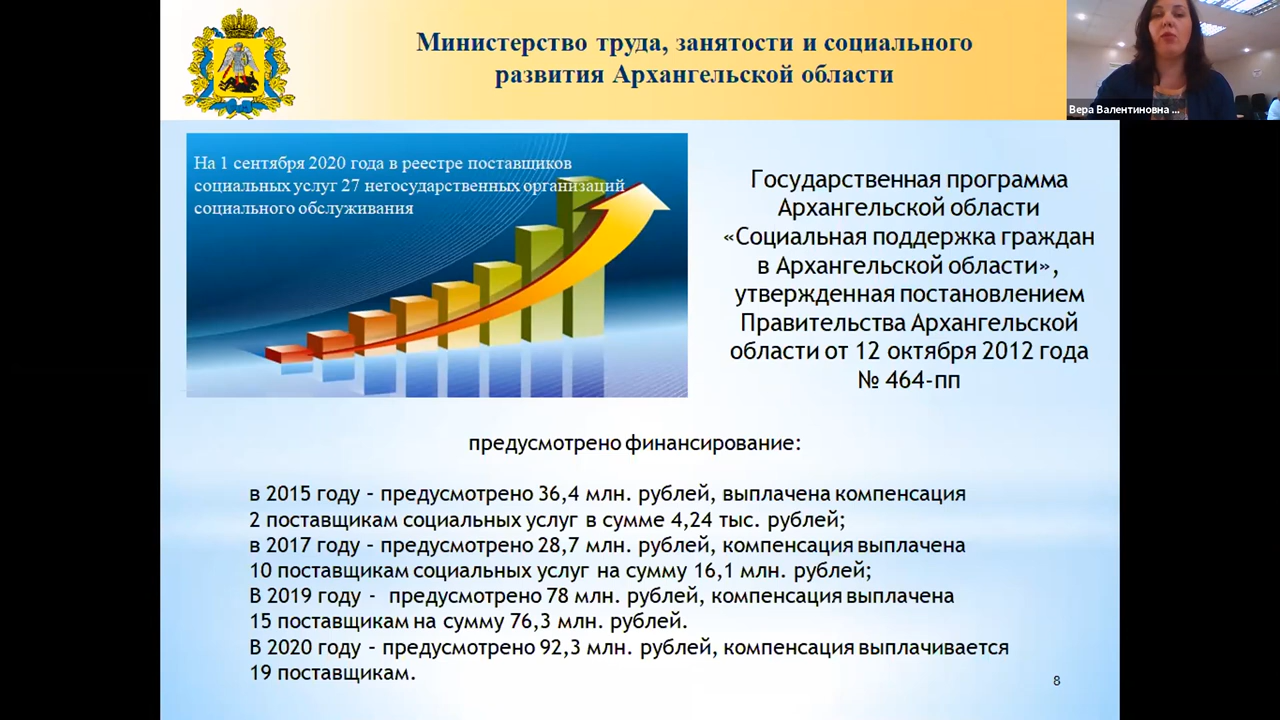 Министерство труда, занятости и социального
развития Архангельской области
Вера Валентиновна ...
На 1 сентября 2020 года в реестре поставщиков
социальных услуг 27 негосударственных организаций
социального обслуживания
Государственная программа
Архангельской области
«Социальная поддержка граждан
в Архангельской области»,
утвержденная постановлением
Правительства Архангельской
области от 12 октября 2012 года
№ 464-пп
предусмотрено финансирование:
в 2015 году – предусмотрено 36,4 млн. рублей, выплачена компенсация
2 поставщикам социальных услуг в сумме 4,24 тыс. рублей;
в 2017 году – предусмотрено 28,7 млн. рублей, компенсация выплачена
10 поставщикам социальных услуг на сумму 16,1 млн. рублей;
В 2019 году - предусмотрено 78 млн. рублей, компенсация выплачена
15 поставщикам на сумму 76,3 млн. рублей.
В 2020 году – предусмотрено 92,3 млн. рублей, компенсация выплачивается
19 поставщикам.
8